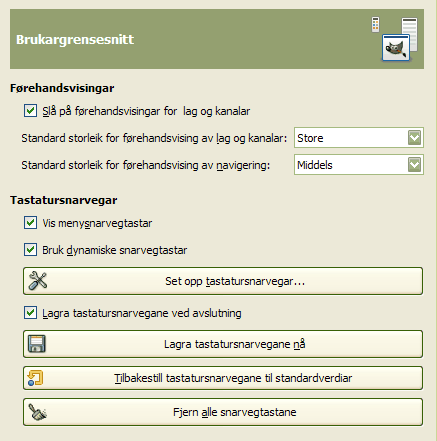 Brukargrensesnitt
Førehandsvisingar
Slå på førehandsvisingar for lag og kanalar
Standard storleik for førehandsvising av lag og kanalar: Store
Standard storleik for førehandsvising av navigering: Middels
Tastatursnarvegar
Vis menysnarvegtastar
Bruk dynamiske snarvegtastar
Set opp tastatursnarvegar...
Lagra tastatursnarvegane ved avslutning
Lagra tastatursnarvegane nå
Tilbakestill tastatursnarvegane til standardverdiar
Fjern alle snarvegtastane